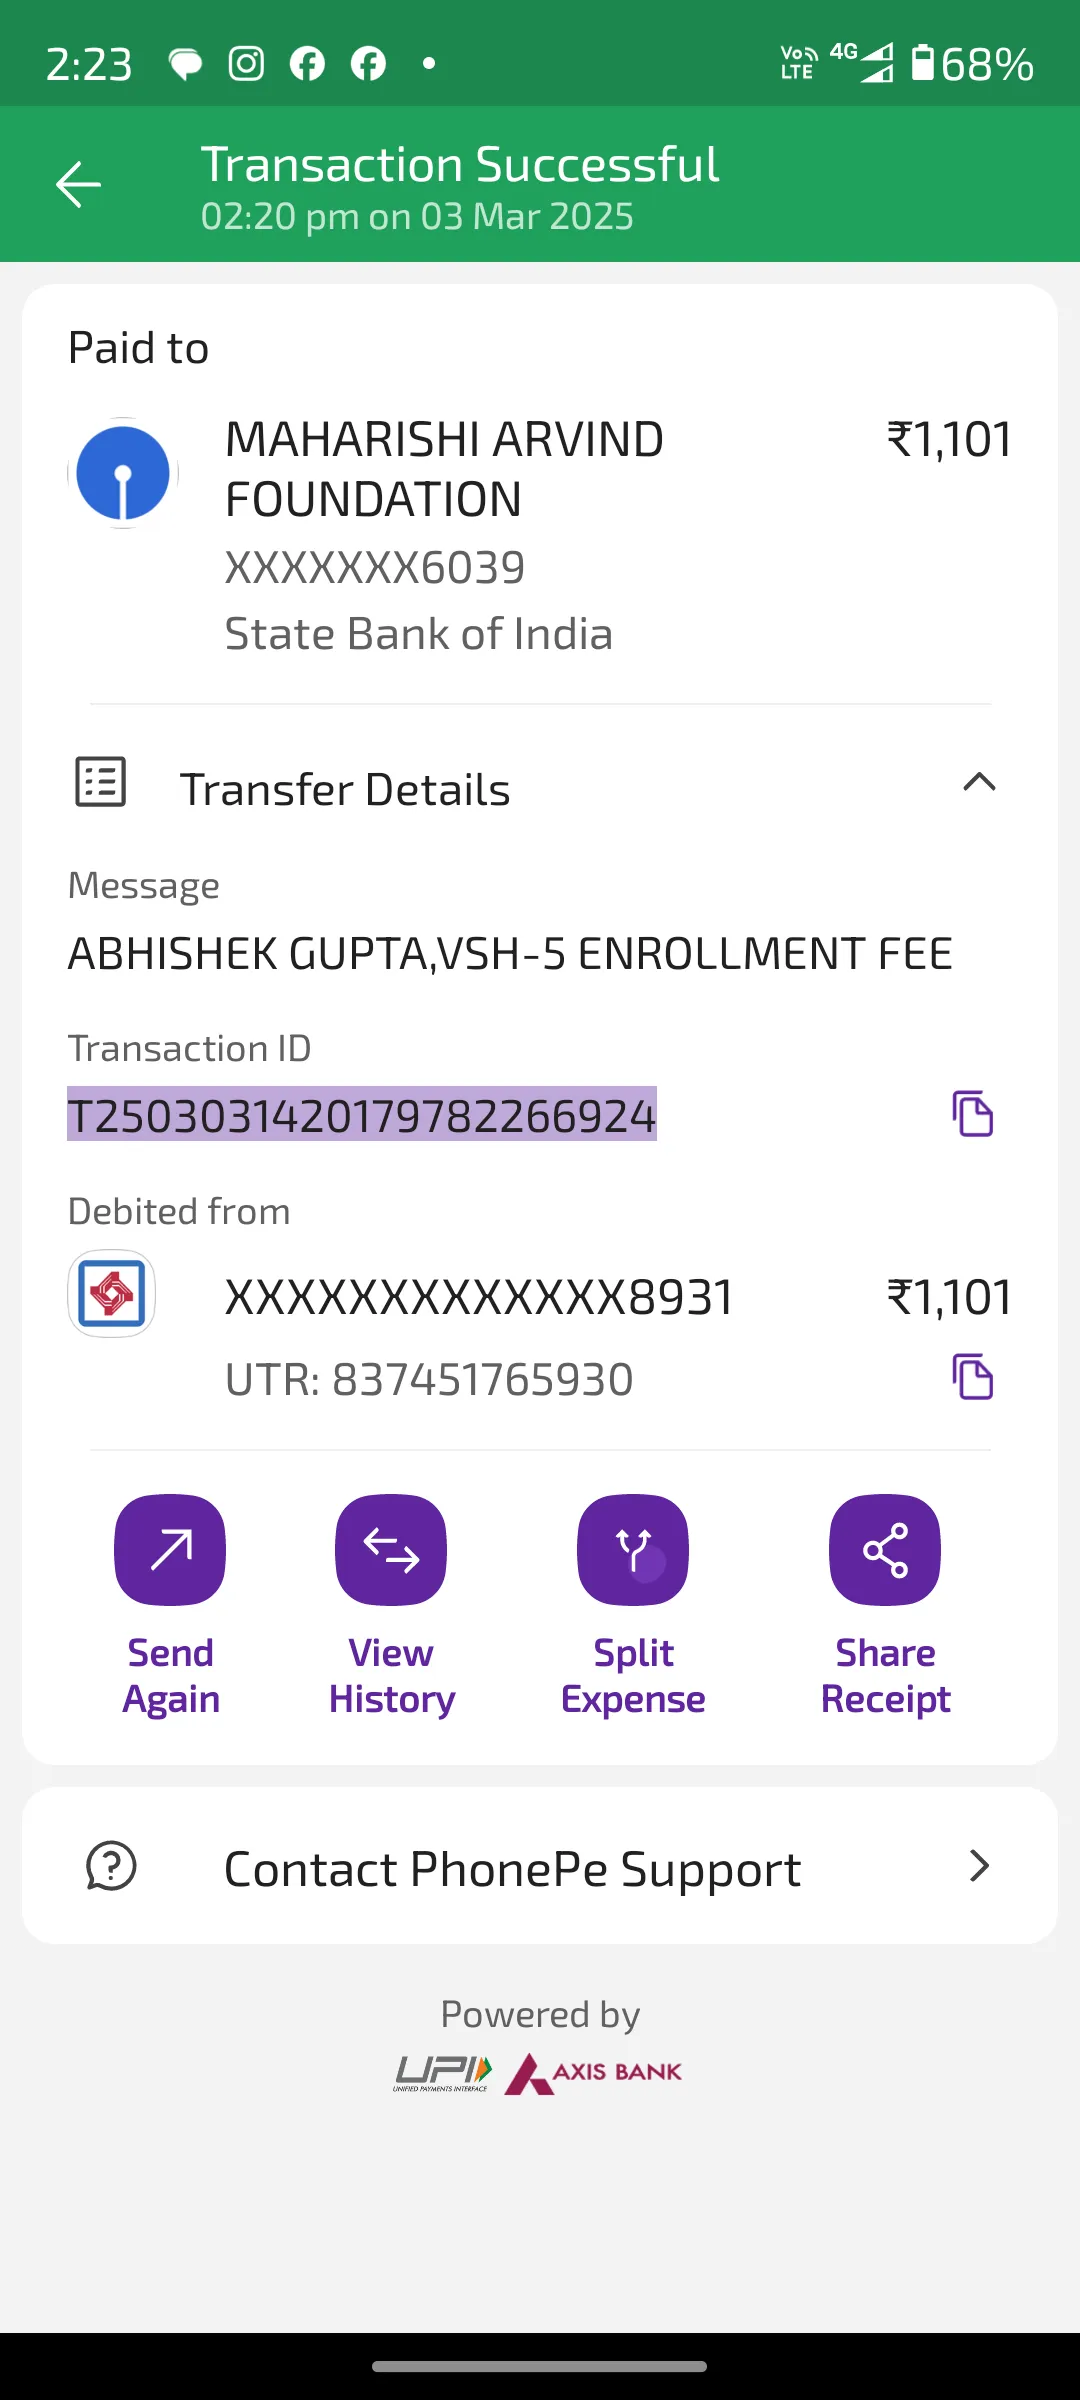 2:23
Vo LTE 4G 68%
Transaction Successful
02:20 pm on 03 Mar 2025
Paid to
MAHARISHI ARVIND ₹1,101
FOUNDATION
XXXXXXX6039
State Bank of India
Transfer Details
Message
ABHISHEK GUPTA,VSH-5 ENROLLMENT FEE
Transaction ID
T2503031420179782266924
Debited from
XXXXXXXXXXXXX8931 ₹1,101
UTR: 837451765930
Send Again
View History
Split Expense
Share Receipt
Contact PhonePe Support
Powered by
UPI AXIS BANK
UNIFIED PAYMENTS INTERFACE